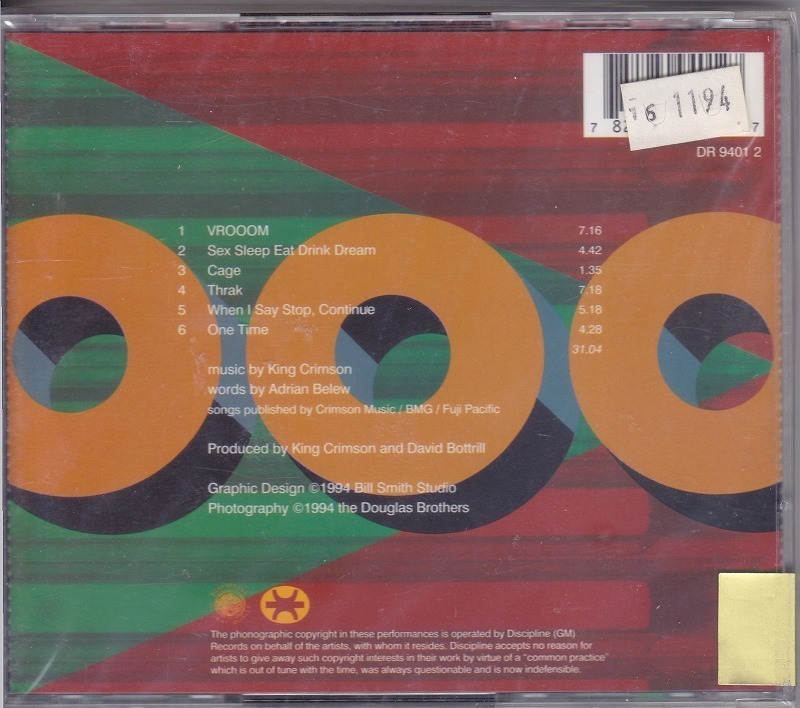 16 1194
7 82 7
DR 9401 2
1 VROOOM 7.16
2 Sex Sleep Eat Drink Dream 4.42
3 Cage 1.35
4 Thrak 7.18
5 When I Say Stop, Continue 5.18
6 One Time 4.28
31.04
music by King Crimson
words by Adrian Belew
songs published by Crimson Music / BMG / Fuji Pacific
Produced by King Crimson and David Bottrill
Graphic Design ©1994 Bill Smith Studio
Photography ©1994 the Douglas Brothers
The phonographic copyright in these performances is operated by Discipline (GM)
Records on behalf of the artists, with whom it resides. Discipline accepts no reason for
artists to give away such copyright interests in their work by virtue of a "common practice"
which is out of tune with the time, was always questionable and is now indefensible.